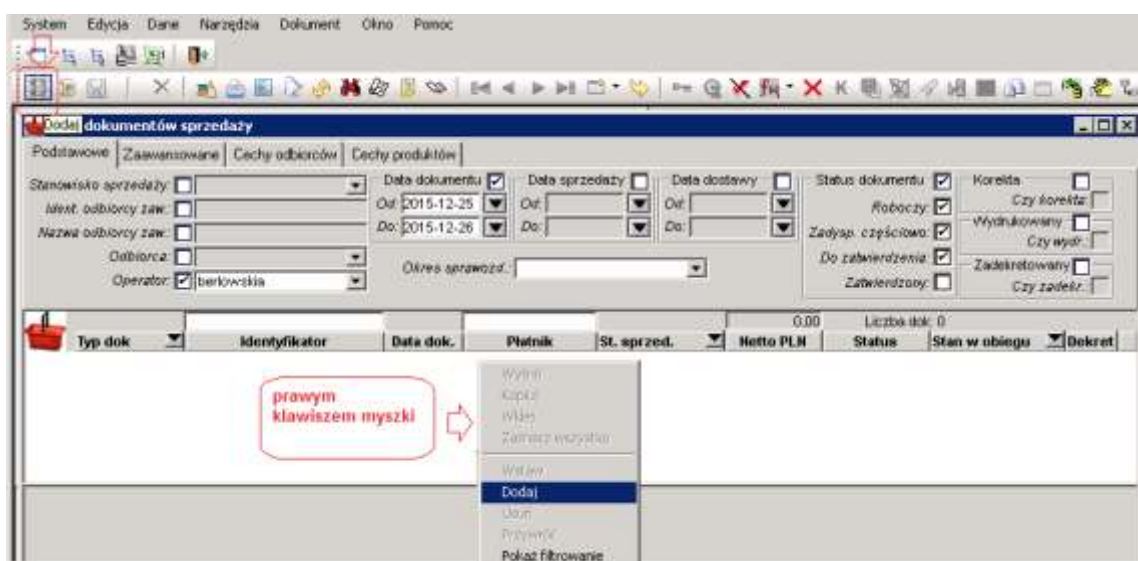 System Edycja Dane Narzędzia Dokument Okno Pomoc
Dodaj dokumentów sprzedaży
Podstawowe Zaawansowane Cechy odbiorców Cechy produktów
Stanowisko sprzedaży: Data dokumentu Data sprzedaży Data dostawy Status dokumentu Korekta
Ident. odbiorcy zaw: Od: 2015-12-25 Od: Od: Roboczy: Czy korekta:
Nazwa odbiorcy zaw: Do: 2015-12-26 Do: Do: Zadysp. częściowo: Wydrukowany
Czy wydr.:
Odbiorca: Okres sprawozd.: Do zatwierdzenia: Zadekretowany
Operator: berlowskia Zatwierdzony: Czy zadekr.:
0.00 Liczba dok: 0
Typ dok Identyfikator Data dok. Płatnik St. sprzed. Netto PLN Status Stan w obiegu Dekret
prawym
klawiszem myszki
Wytnij
Kopiuj
Wklej
Zaznacz wszystko
Wstaw
Dodaj
Usuń
Przywróć
Pokaż filtrowanie